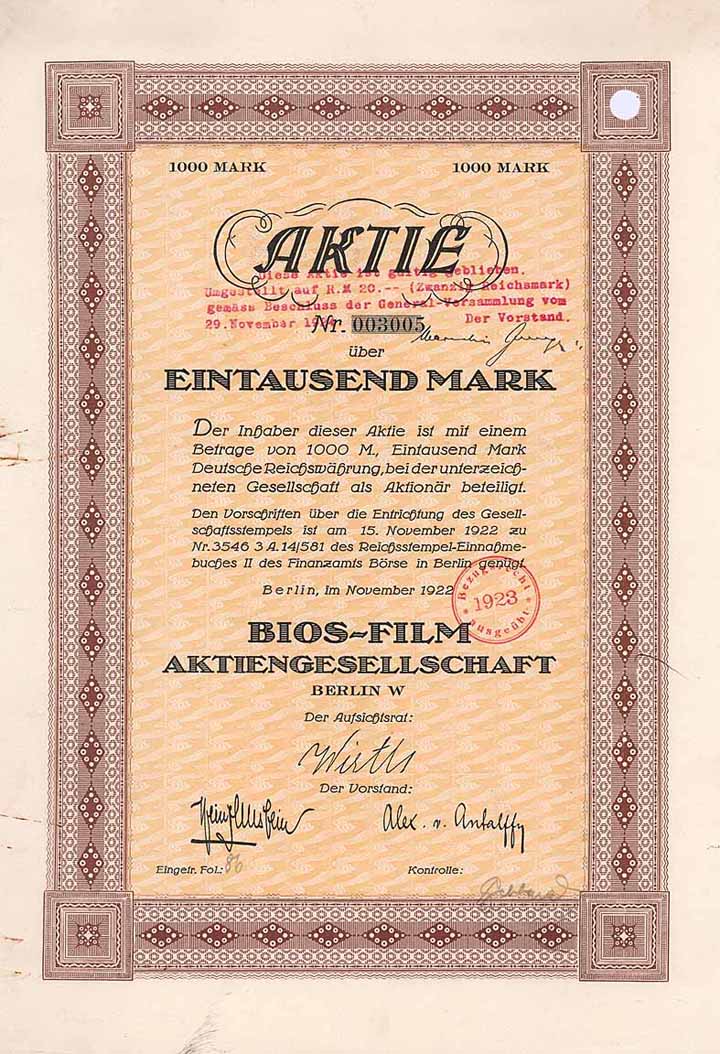 1000 MARK 1000 MARK
AKTIE
Diese Aktie ist gültig geblieben.
Umgestellt auf R.M 20.-- (Zwanzig Reichsmark)
gemäss Beschluss der General-Versammlung vom
29.November Der Vorstand.
Nr. 003005
über
EINTAUSEND MARK
Der Inhaber dieser Aktie ist mit einem
Betrage von 1000 M., Eintausend Mark
Deutsche Reichswährung, bei der unterzeich-
neten Gesellschaft als Aktionär beteiligt.
Den Vorschriften über die Entrichtung des Gesell-
schaftsstempels ist am 15. November 1922 zu
Nr. 3546 3 A.14/581 des Reichsstempel-Einnahme-
buches II des Finanzamts Börse in Berlin genügt.
Berlin, im November 1922
Bezugsrecht
1923
ausgeübt
BIOS-FILM
AKTIENGESELLSCHAFT
BERLIN W
Der Aufsichtsrat:
Wirth
Der Vorstand:
Alex. v. Antalffy
Eingetr. Fol.: 86 Kontrolle: